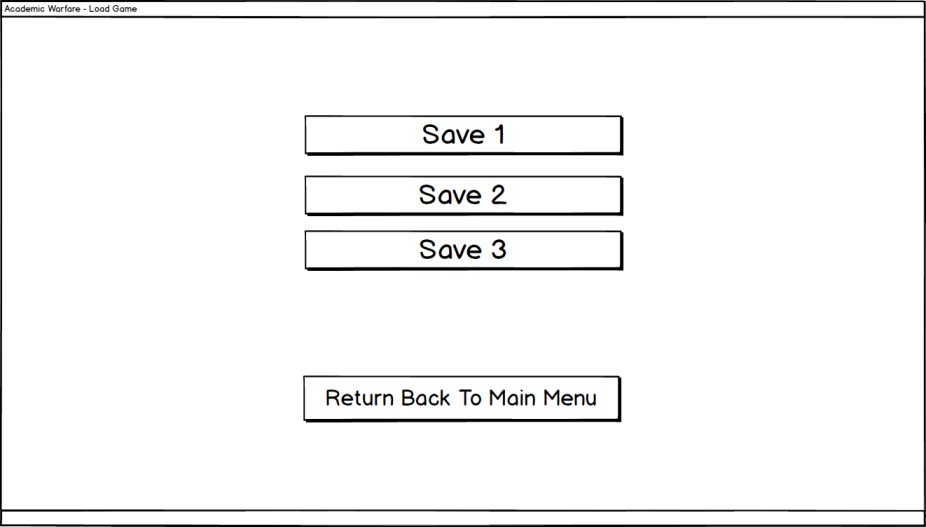 Academic Warfare - Load Game
Save 1
Save 2
Save 3
Return Back To Main Menu